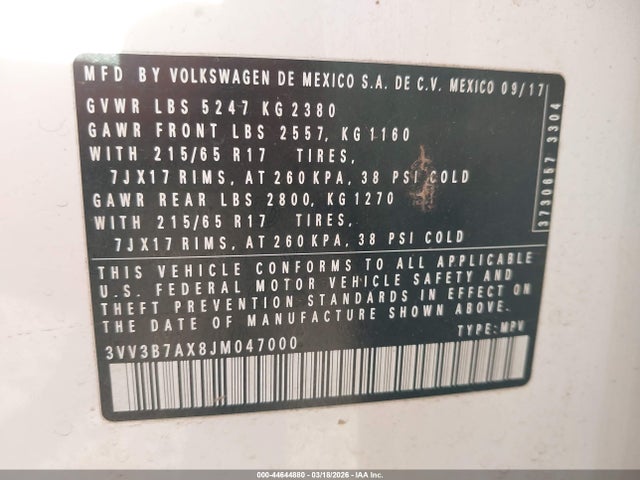 MFD BY VOLKSWAGEN DE MEXICO S.A. DE C.V. MEXICO 09/17
GVWR LBS 5247 KG 2380
GAWR FRONT LBS 2557, KG 1160
WITH 215/65 R17 TIRES,
7JX17 RIMS, AT 260 KPA, 38 PSI COLD
GAWR REAR LBS 2800, KG 1270
WITH 215/65 R17 TIRES,
7JX17 RIMS, AT 260 KPA, 38 PSI COLD
3730657 3304
THIS VEHICLE CONFORMS TO ALL APPLICABLE
U.S. FEDERAL MOTOR VEHICLE SAFETY AND
THEFT PREVENTION STANDARDS IN EFFECT ON
THE DATE OF MANUFACTURE SHOWN ABOVE.
TYPE: MPV
3VV3B7AX8JM047000
000-44644880 - 03/18/2026 - IAA Inc.